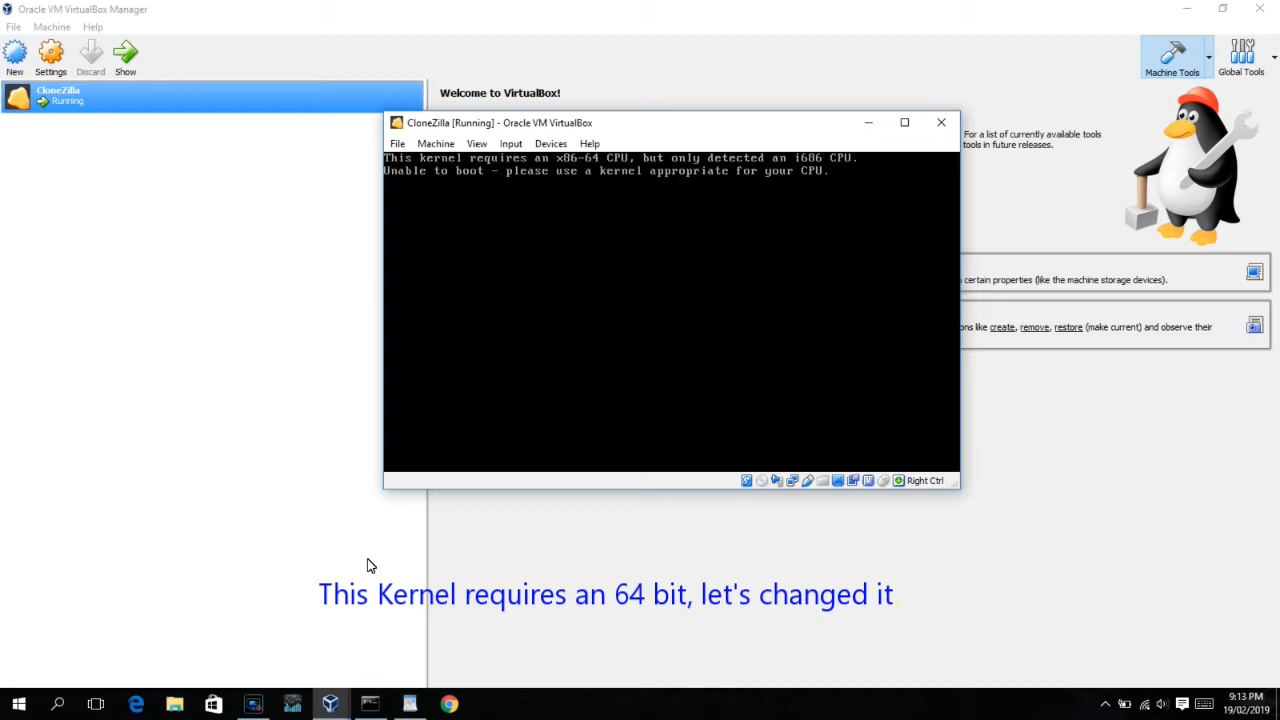 Oracle VM VirtualBox Manager
File Machine Help
New Settings Discard Show
Machine Tools Global Tools
CloneZilla
Running
Welcome to VirtualBox!
For a list of currently available tools
tools in future releases.
CloneZilla [Running] - Oracle VM VirtualBox
File Machine View Input Devices Help
This kernel requires an x86-64 CPU, but only detected an i686 CPU.
Unable to boot - please use a kernel appropriate for your CPU.
certain properties (like the machine storage devices).
ons like create, remove, restore (make current) and observe their
Right Ctrl
This Kernel requires an 64 bit, let's changed it.
9:13 PM
19/02/2019